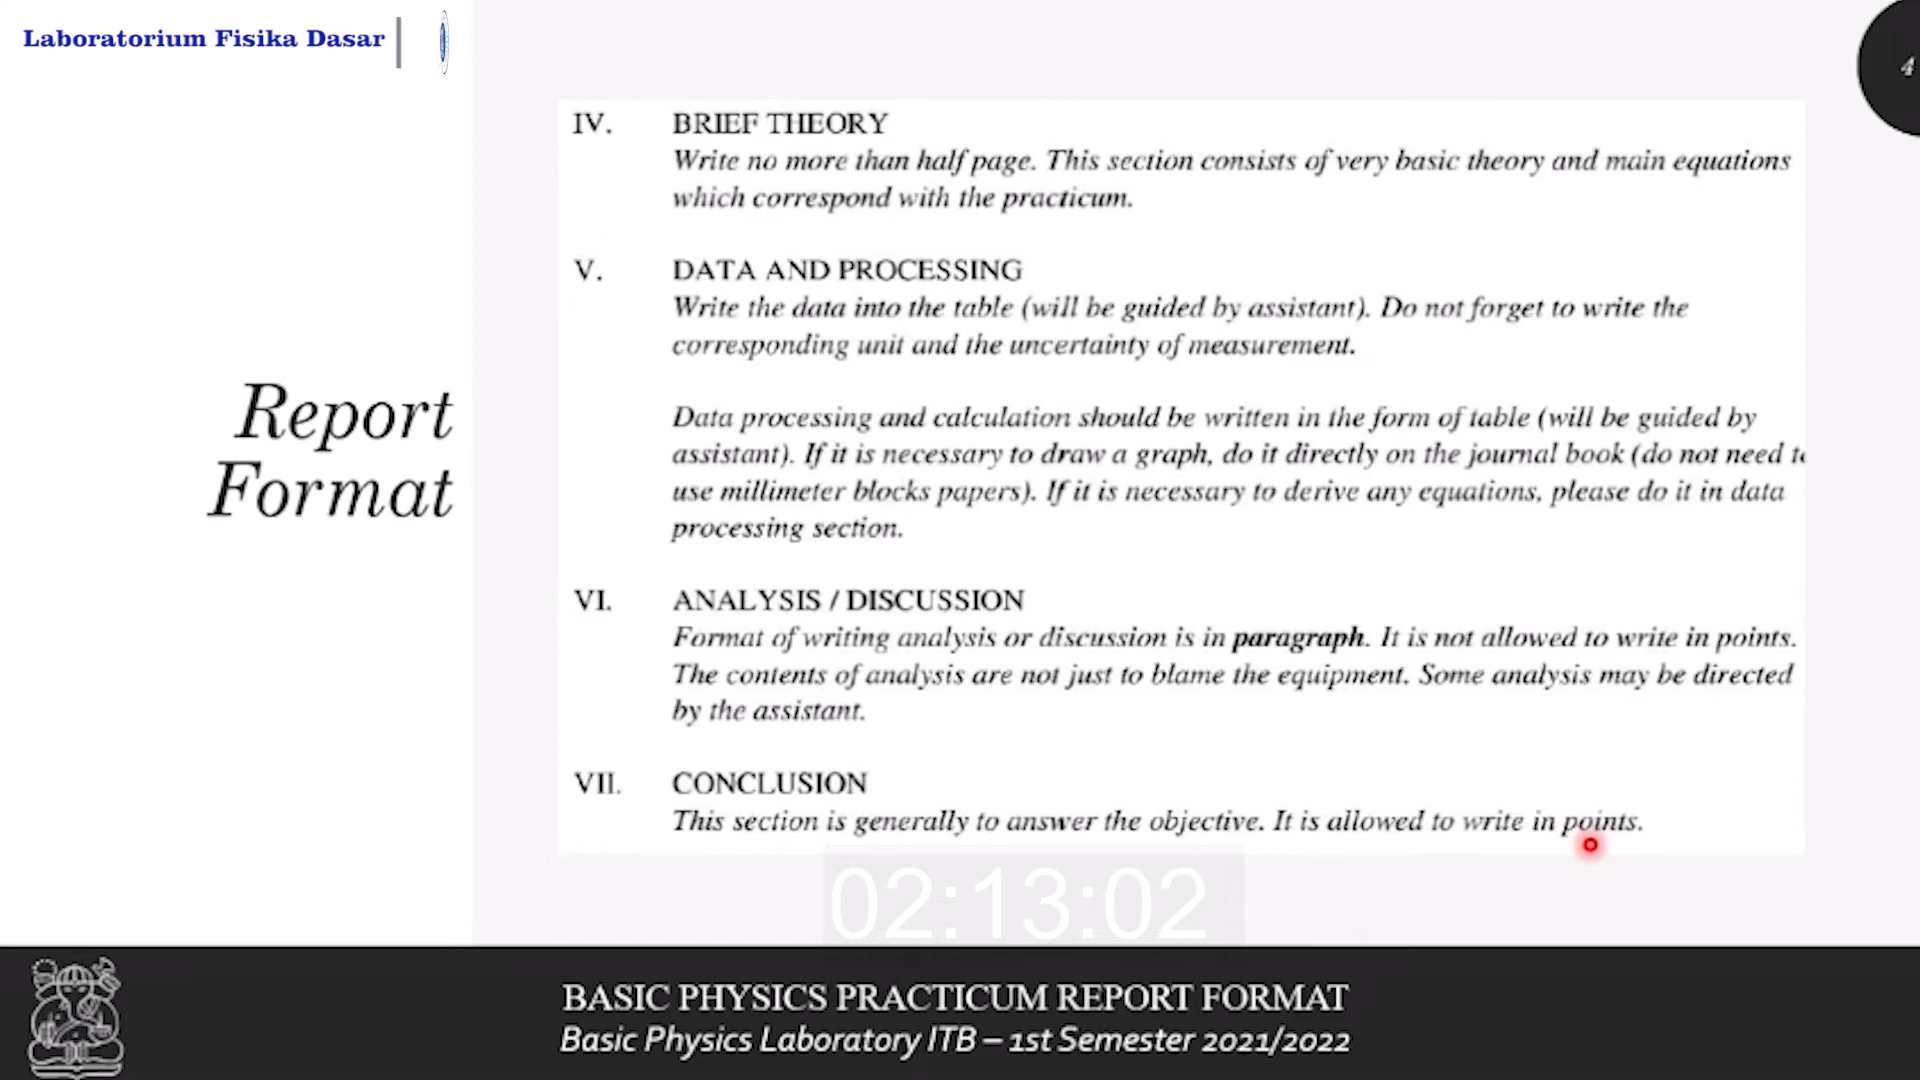 Laboratorium Fisika Dasar
4
Report
Format
IV. BRIEF THEORY
Write no more than half page. This section consists of very basic theory and main equations
which correspond with the practicum.
V. DATA AND PROCESSING
Write the data into the table (will be guided by assistant). Do not forget to write the
corresponding unit and the uncertainty of measurement.
Data processing and calculation should be written in the form of table (will be guided by
assistant). If it is necessary to draw a graph, do it directly on the journal book (do not need
use millimeter blocks papers). If it is necessary to derive any equations, please do it in data
processing section.
VI. ANALYSIS / DISCUSSION
Format of writing analysis or discussion is in paragraph. It is not allowed to write in points.
The contents of analysis are not just to blame the equipment. Some analysis may be directed
by the assistant.
VII. CONCLUSION
This section is generally to answer the objective. It is allowed to write in points.
02:13:02
BASIC PHYSICS PRACTICUM REPORT FORMAT
Basic Physics Laboratory ITB – 1st Semester 2021/2022